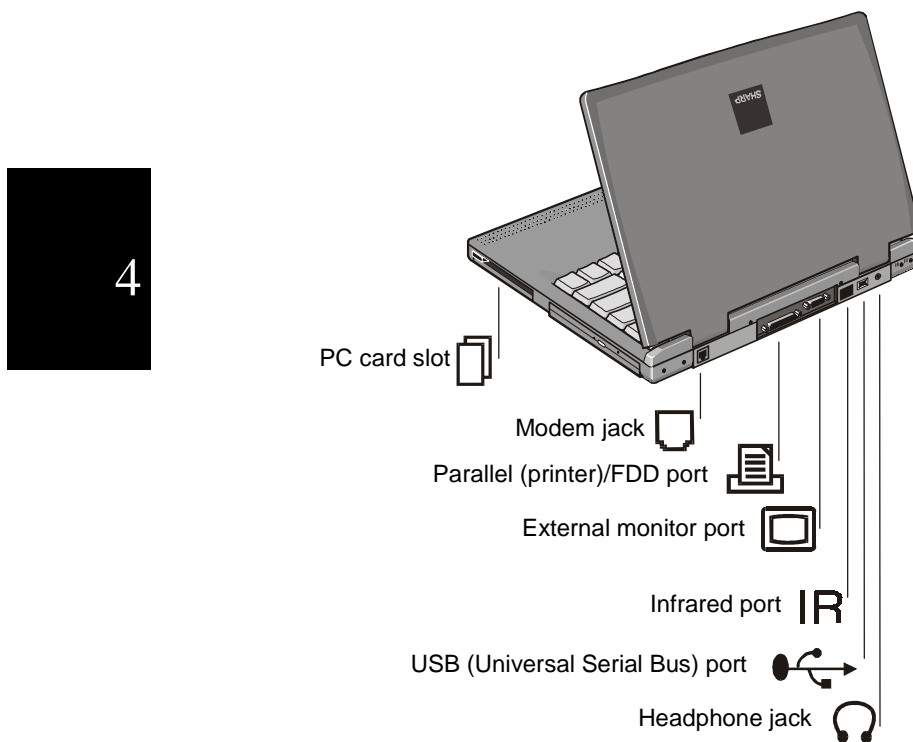 SHARP
4
PC card slot
Modem jack
Parallel (printer)/FDD port
External monitor port
Infrared port IR
USB (Universal Serial Bus) port
Headphone jack